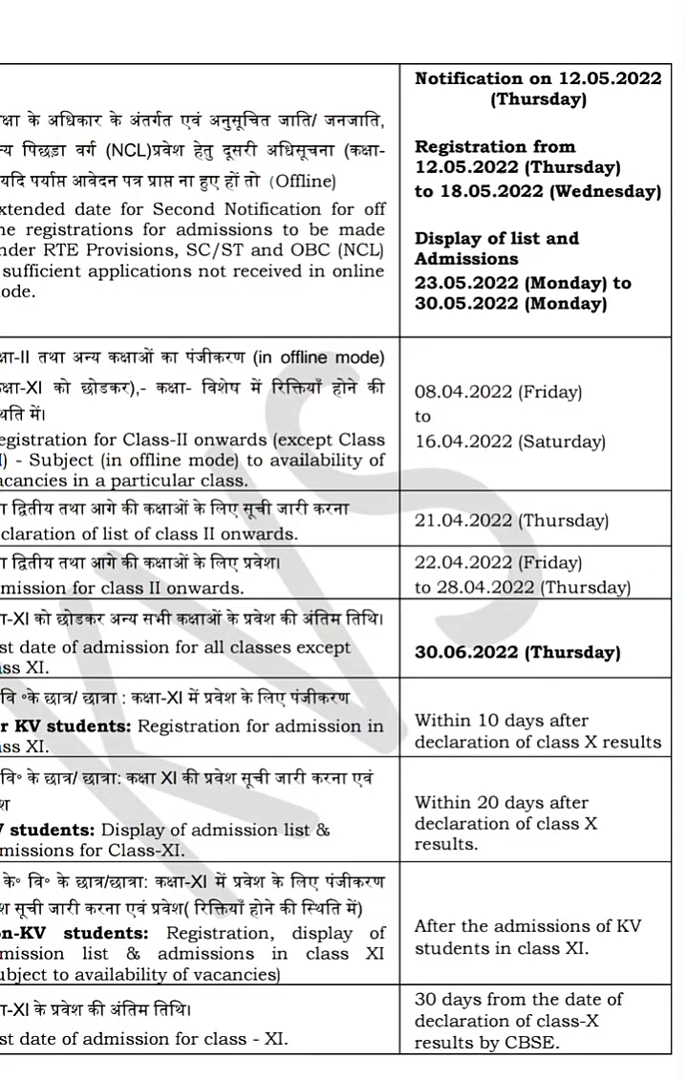 Notification on 12.05.2022
(Thursday)
Registration from
12.05.2022 (Thursday)
to 18.05.2022 (Wednesday)
Display of list and
Admissions
23.05.2022 (Monday) to
30.05.2022 (Monday)
के अधिकार के अंतर्गत एवं अनुसूचित जाति/ जनजाति,
पिछड़ा वर्ग (NCL)प्रवेश हेतु दूसरी अधिसूचना (कक्षा-
यदि पर्याप्त आवेदन पत्र प्राप्त ना हुए हों तो (Offline)
xtended date for Second Notification for off
ne registrations for admissions to be made
nder RTE Provisions, SC/ST and OBC (NCL)
sufficient applications not received in online
ode.
क्षा-II तथा अन्य कक्षाओं का पंजीकरण (in offline mode)
क्षा-XI को छोडकर),- कक्षा- विशेष में रिक्तियाँ होने की
थति में।
egistration for Class-II onwards (except Class
I) - Subject (in offline mode) to availability of
acancies in a particular class.
08.04.2022 (Friday)
to
16.04.2022 (Saturday)
द्वितीय तथा आगे की कक्षाओं के लिए सूची जारी करना
claration of list of class II onwards.
21.04.2022 (Thursday)
द्वितीय तथा आगे की कक्षाओं के लिए प्रवेश।
mission for class II onwards.
22.04.2022 (Friday)
to 28.04.2022 (Thursday)
-XI को छोडकर अन्य सभी कक्षाओं के प्रवेश की अंतिम तिथि।
st date of admission for all classes except
ass XI.
30.06.2022 (Thursday)
वि ॰के छात्र/ छात्रा : कक्षा-XI में प्रवेश के लिए पंजीकरण
r KV students: Registration for admission in
ass XI.
Within 10 days after
declaration of class X results
वि॰ के छात्र/ छात्रा: कक्षा XI की प्रवेश सूची जारी करना एवं
श
V students: Display of admission list &
missions for Class-XI.
Within 20 days after
declaration of class X
results.
के॰ वि॰ के छात्र/छात्रा: कक्षा-XI में प्रवेश के लिए पंजीकरण
श सूची जारी करना एवं प्रवेश( रिक्तियाँ होने की स्थिति में)
n-KV students: Registration, display of
mission list & admissions in class XI
ubject to availability of vacancies)
After the admissions of KV
students in class XI.
-XI के प्रवेश की अंतिम तिथि।
st date of admission for class - XI.
30 days from the date of
declaration of class-X
results by CBSE.
KVS